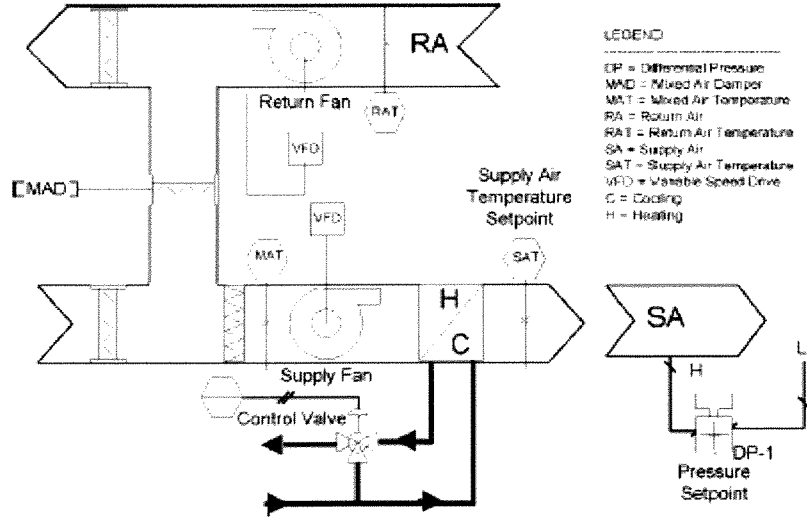 RA
LEGEND
DP = Differential Pressure
MAD = Mixed Air Damper
MAT = Mixed Air Temporature
RA = Return Air
RAT = Return Air Temperature
SA = Supply Air
SAT = Supply Air Temperature
VFD = Variable Speed Drive
C = Cooling
H = Heating
Return Fan
RAT
VFD
[MAD]
Supply Air
Temperature
Setpoint
VFD
MAT
SAT
H
C
SA
L
H
Supply Fan
Control Valve
DP-1
Pressure
Setpoint